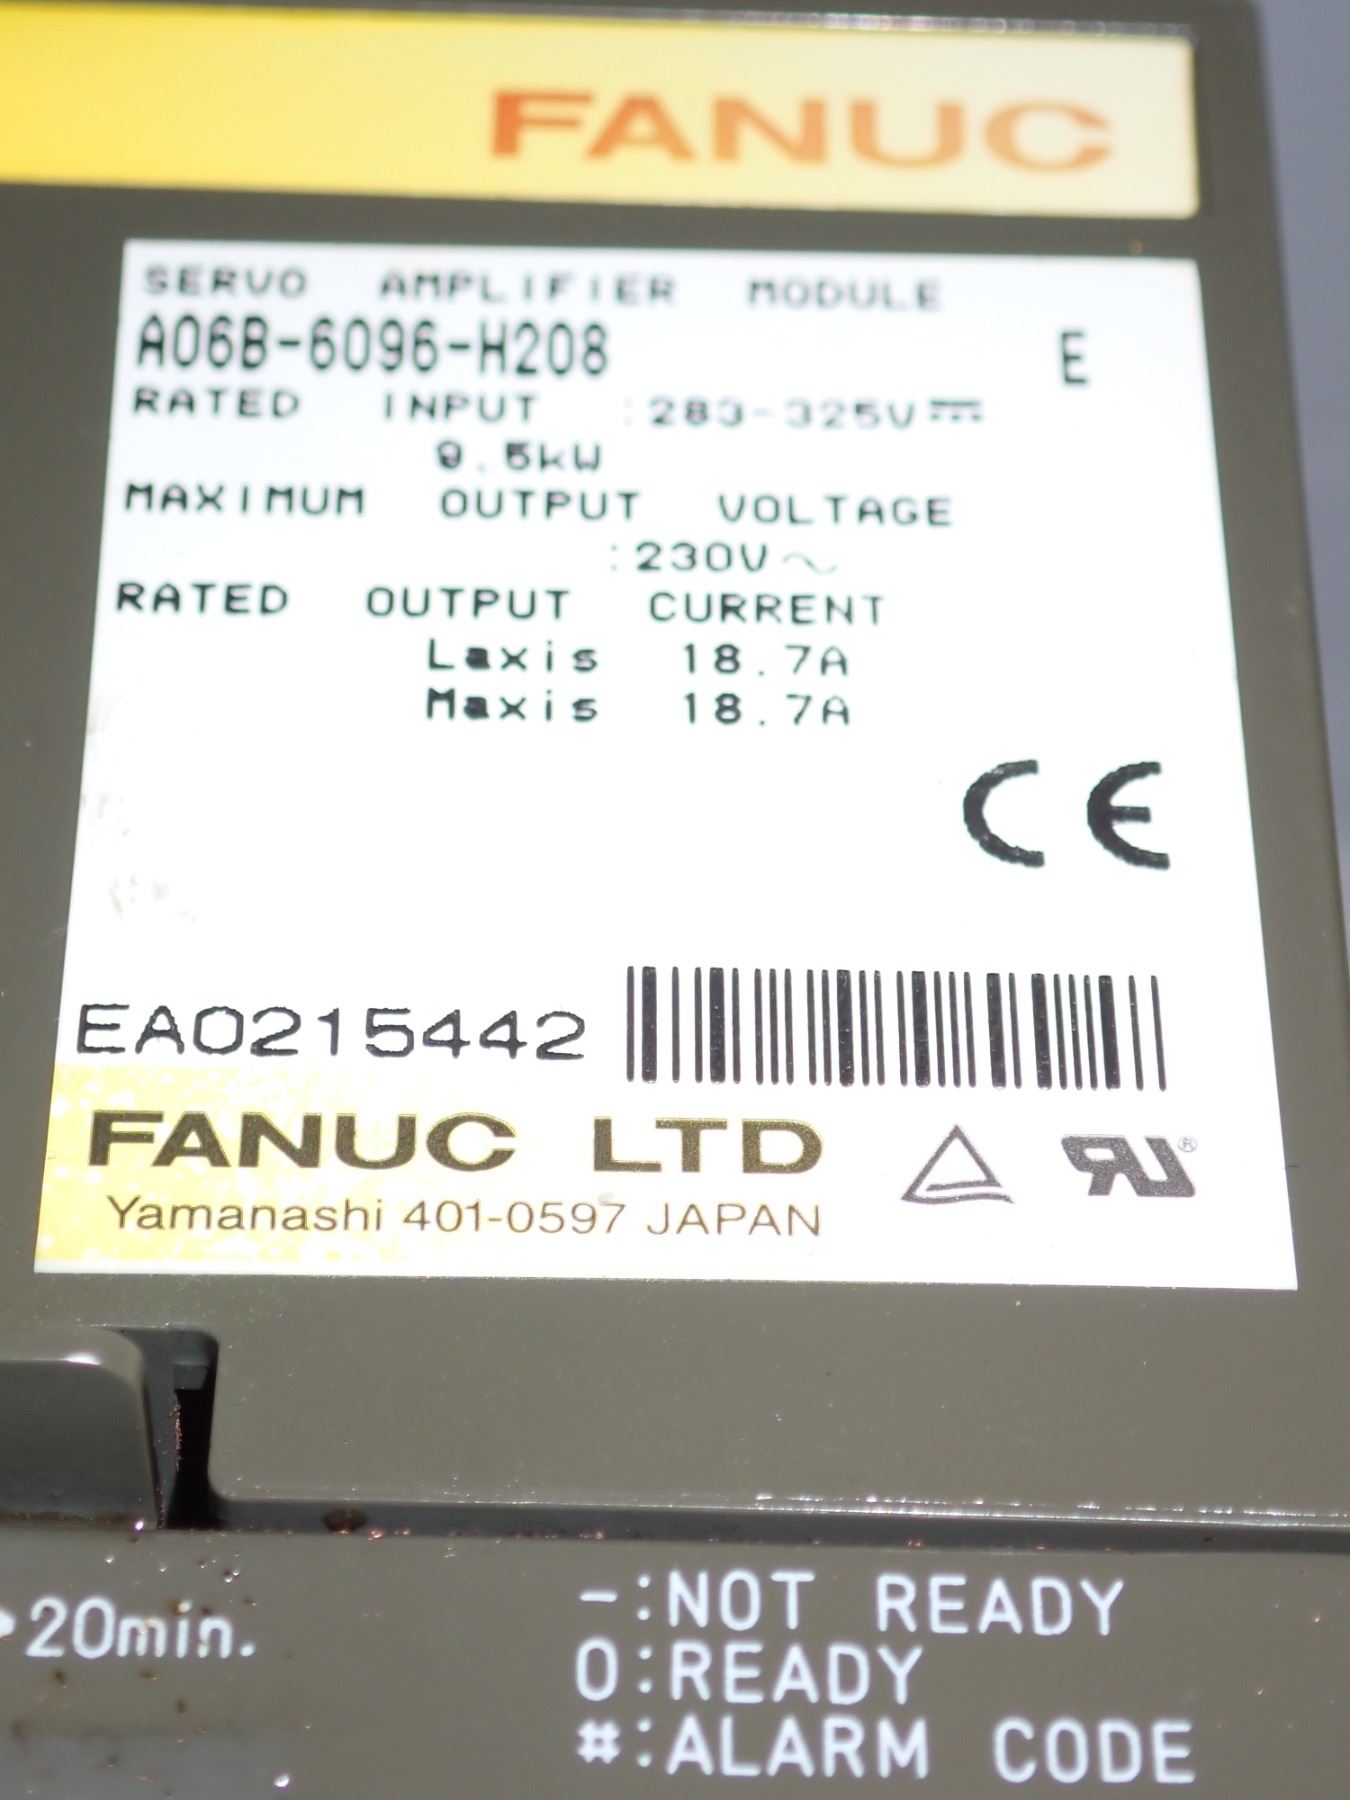 FANUC
SERVO AMPLIFIER MODULE
A06B-6096-H208 E
RATED INPUT :283-325V⎓
9.5kW
MAXIMUM OUTPUT VOLTAGE
:230V~
RATED OUTPUT CURRENT
Laxis 18.7A
Maxis 18.7A
CE
EA0215442
FANUC LTD
Yamanashi 401-0597 JAPAN
RU®
20min.
-:NOT READY
0:READY
#:ALARM CODE